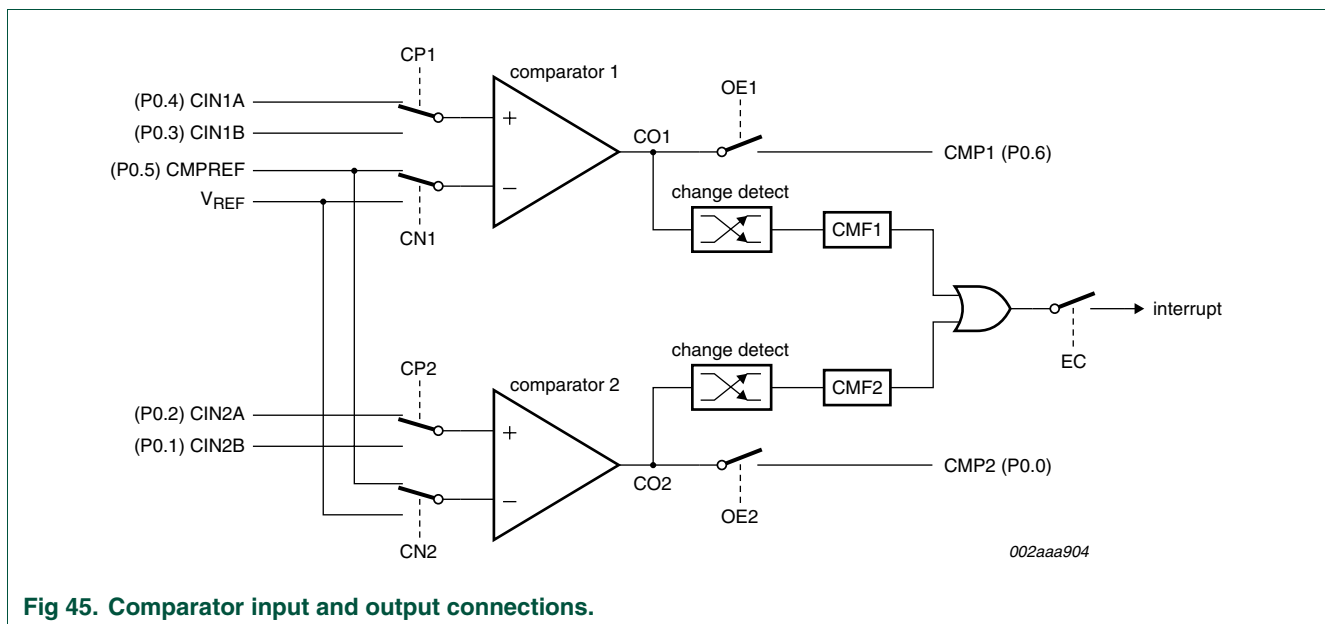 CP1
comparator 1
OE1
(P0.4) CIN1A
+
(P0.3) CIN1B
CO1
CMP1 (P0.6)
(P0.5) CMPREF
−
change detect
VREF
CMF1
CN1
interrupt
change detect
EC
CP2
comparator 2
CMF2
(P0.2) CIN2A
+
(P0.1) CIN2B
CO2
CMP2 (P0.0)
−
OE2
CN2
002aaa904
Fig 45. Comparator input and output connections.